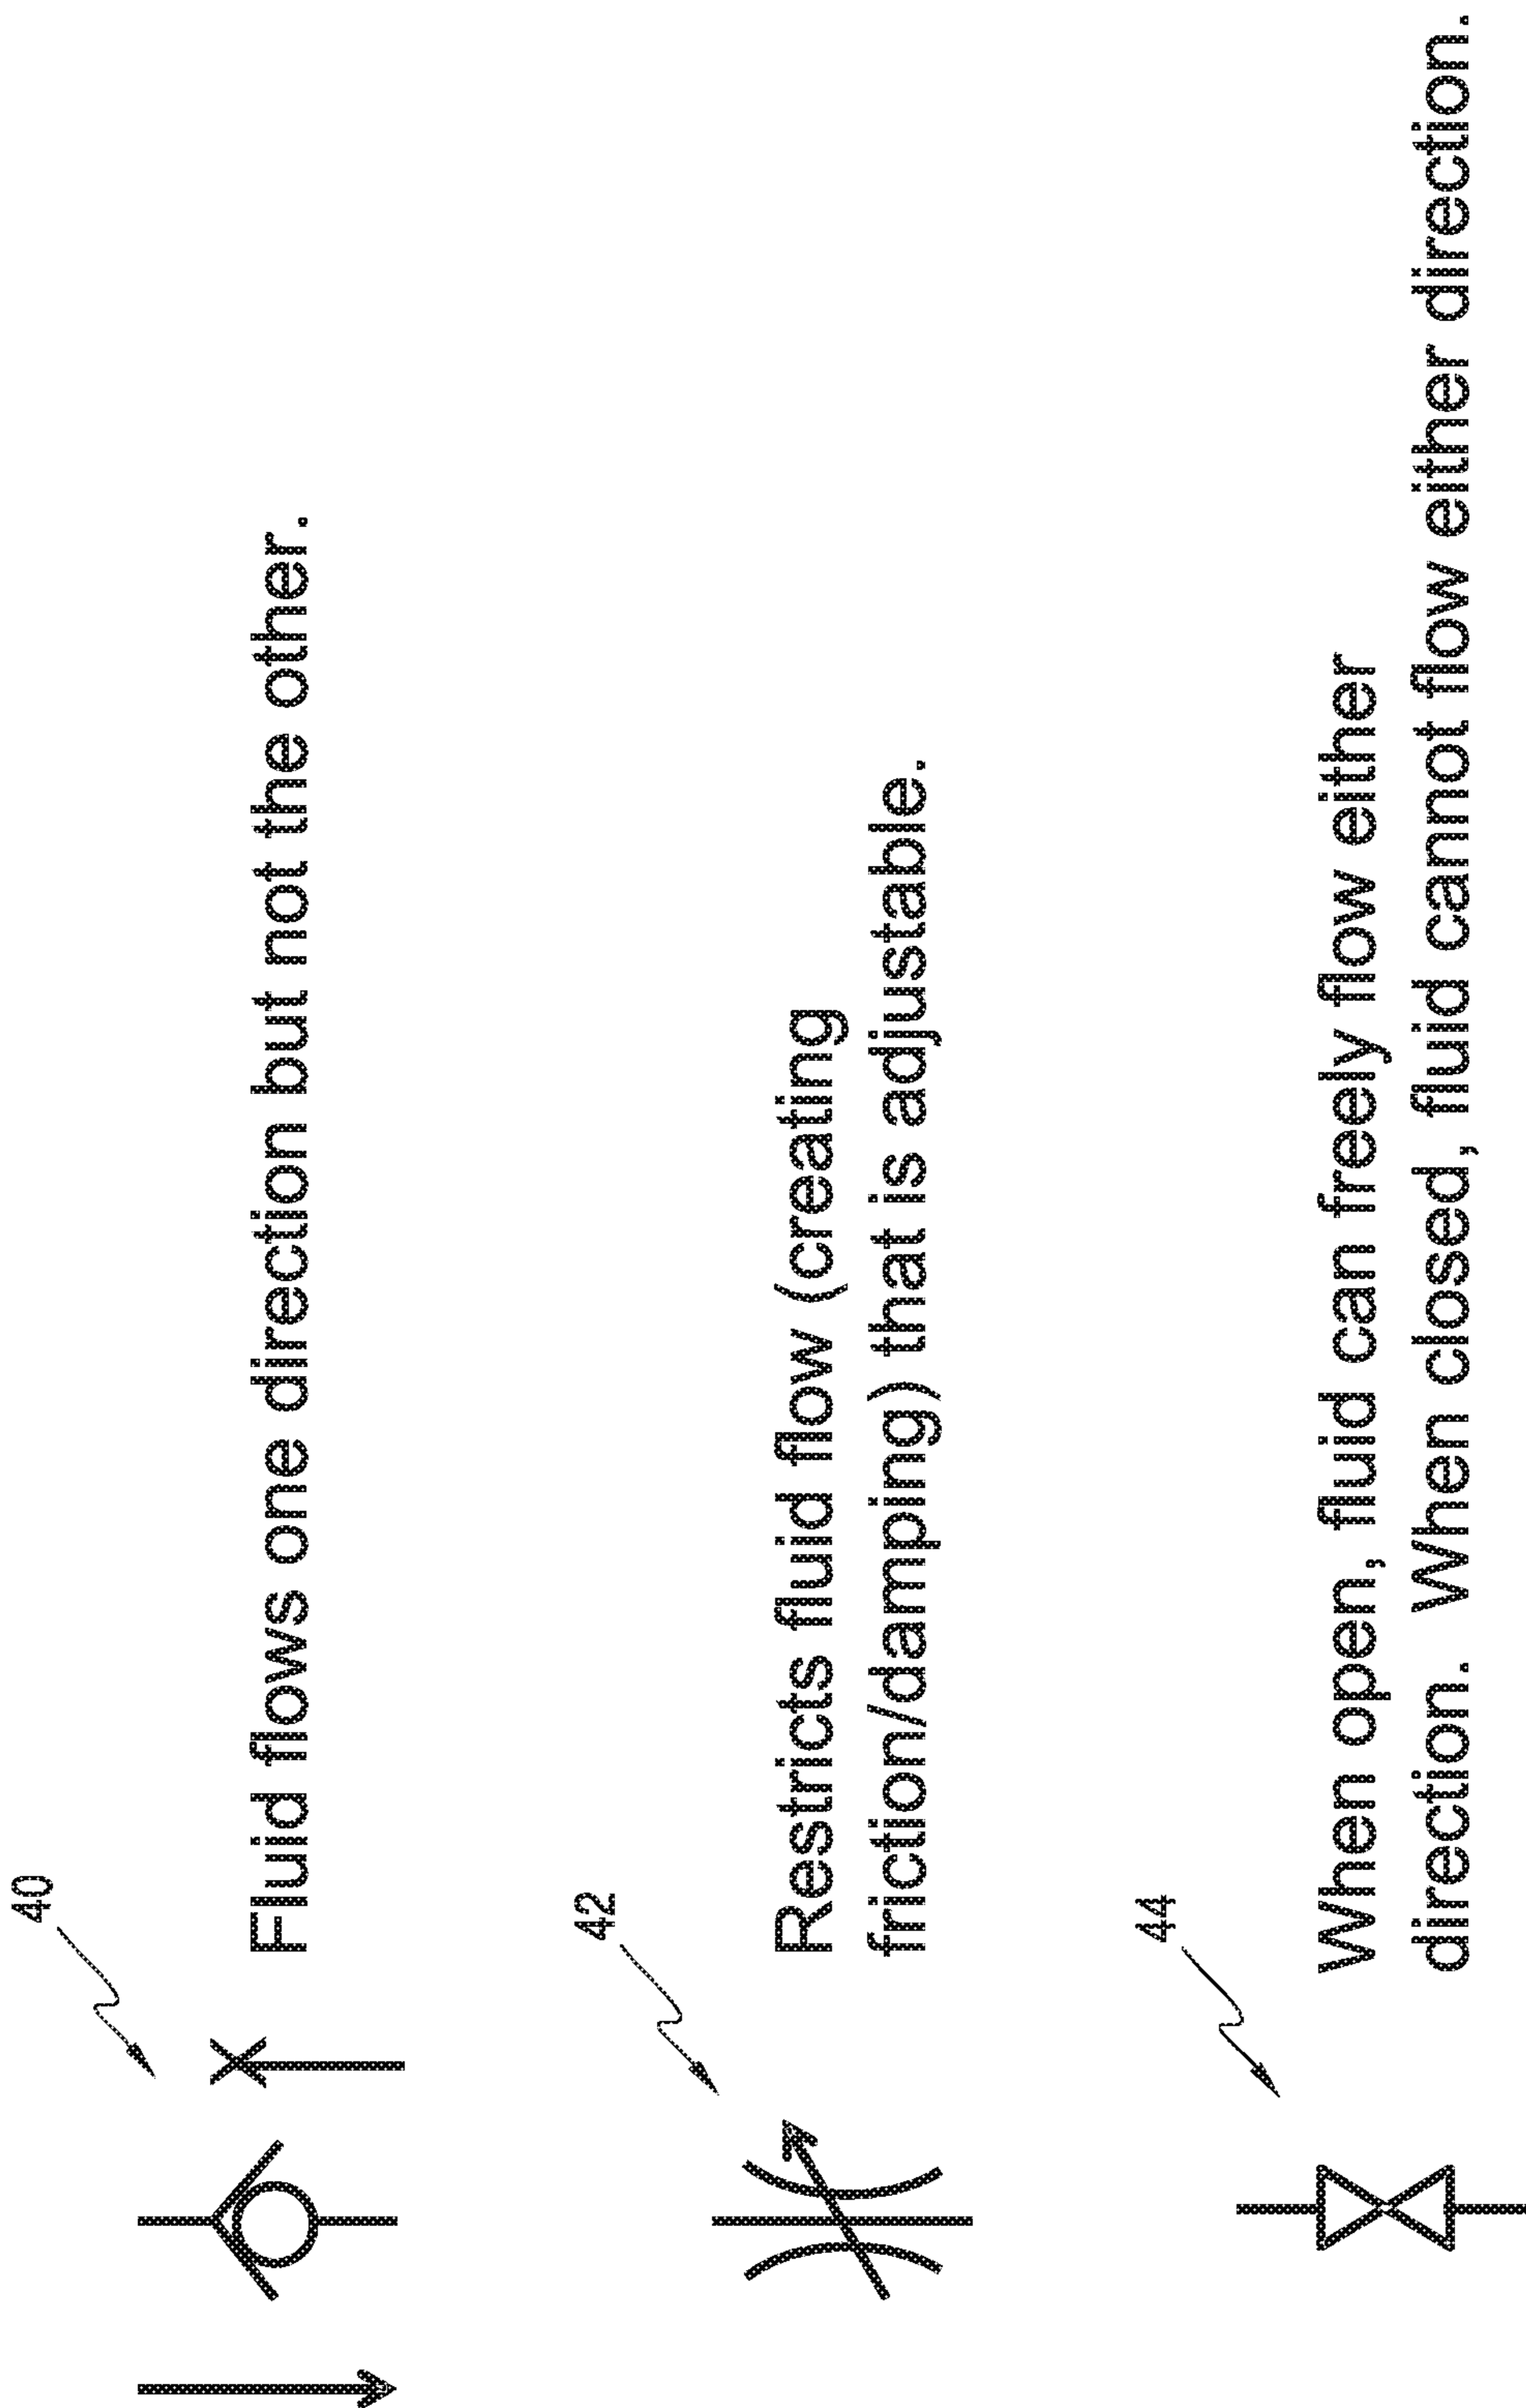 40
Fluid flows one direction but not the other.
42
Restricts fluid flow (creating
friction/damping) that is adjustable.
44
When open, fluid can freely flow either
direction. When closed, fluid cannot flow either direction.